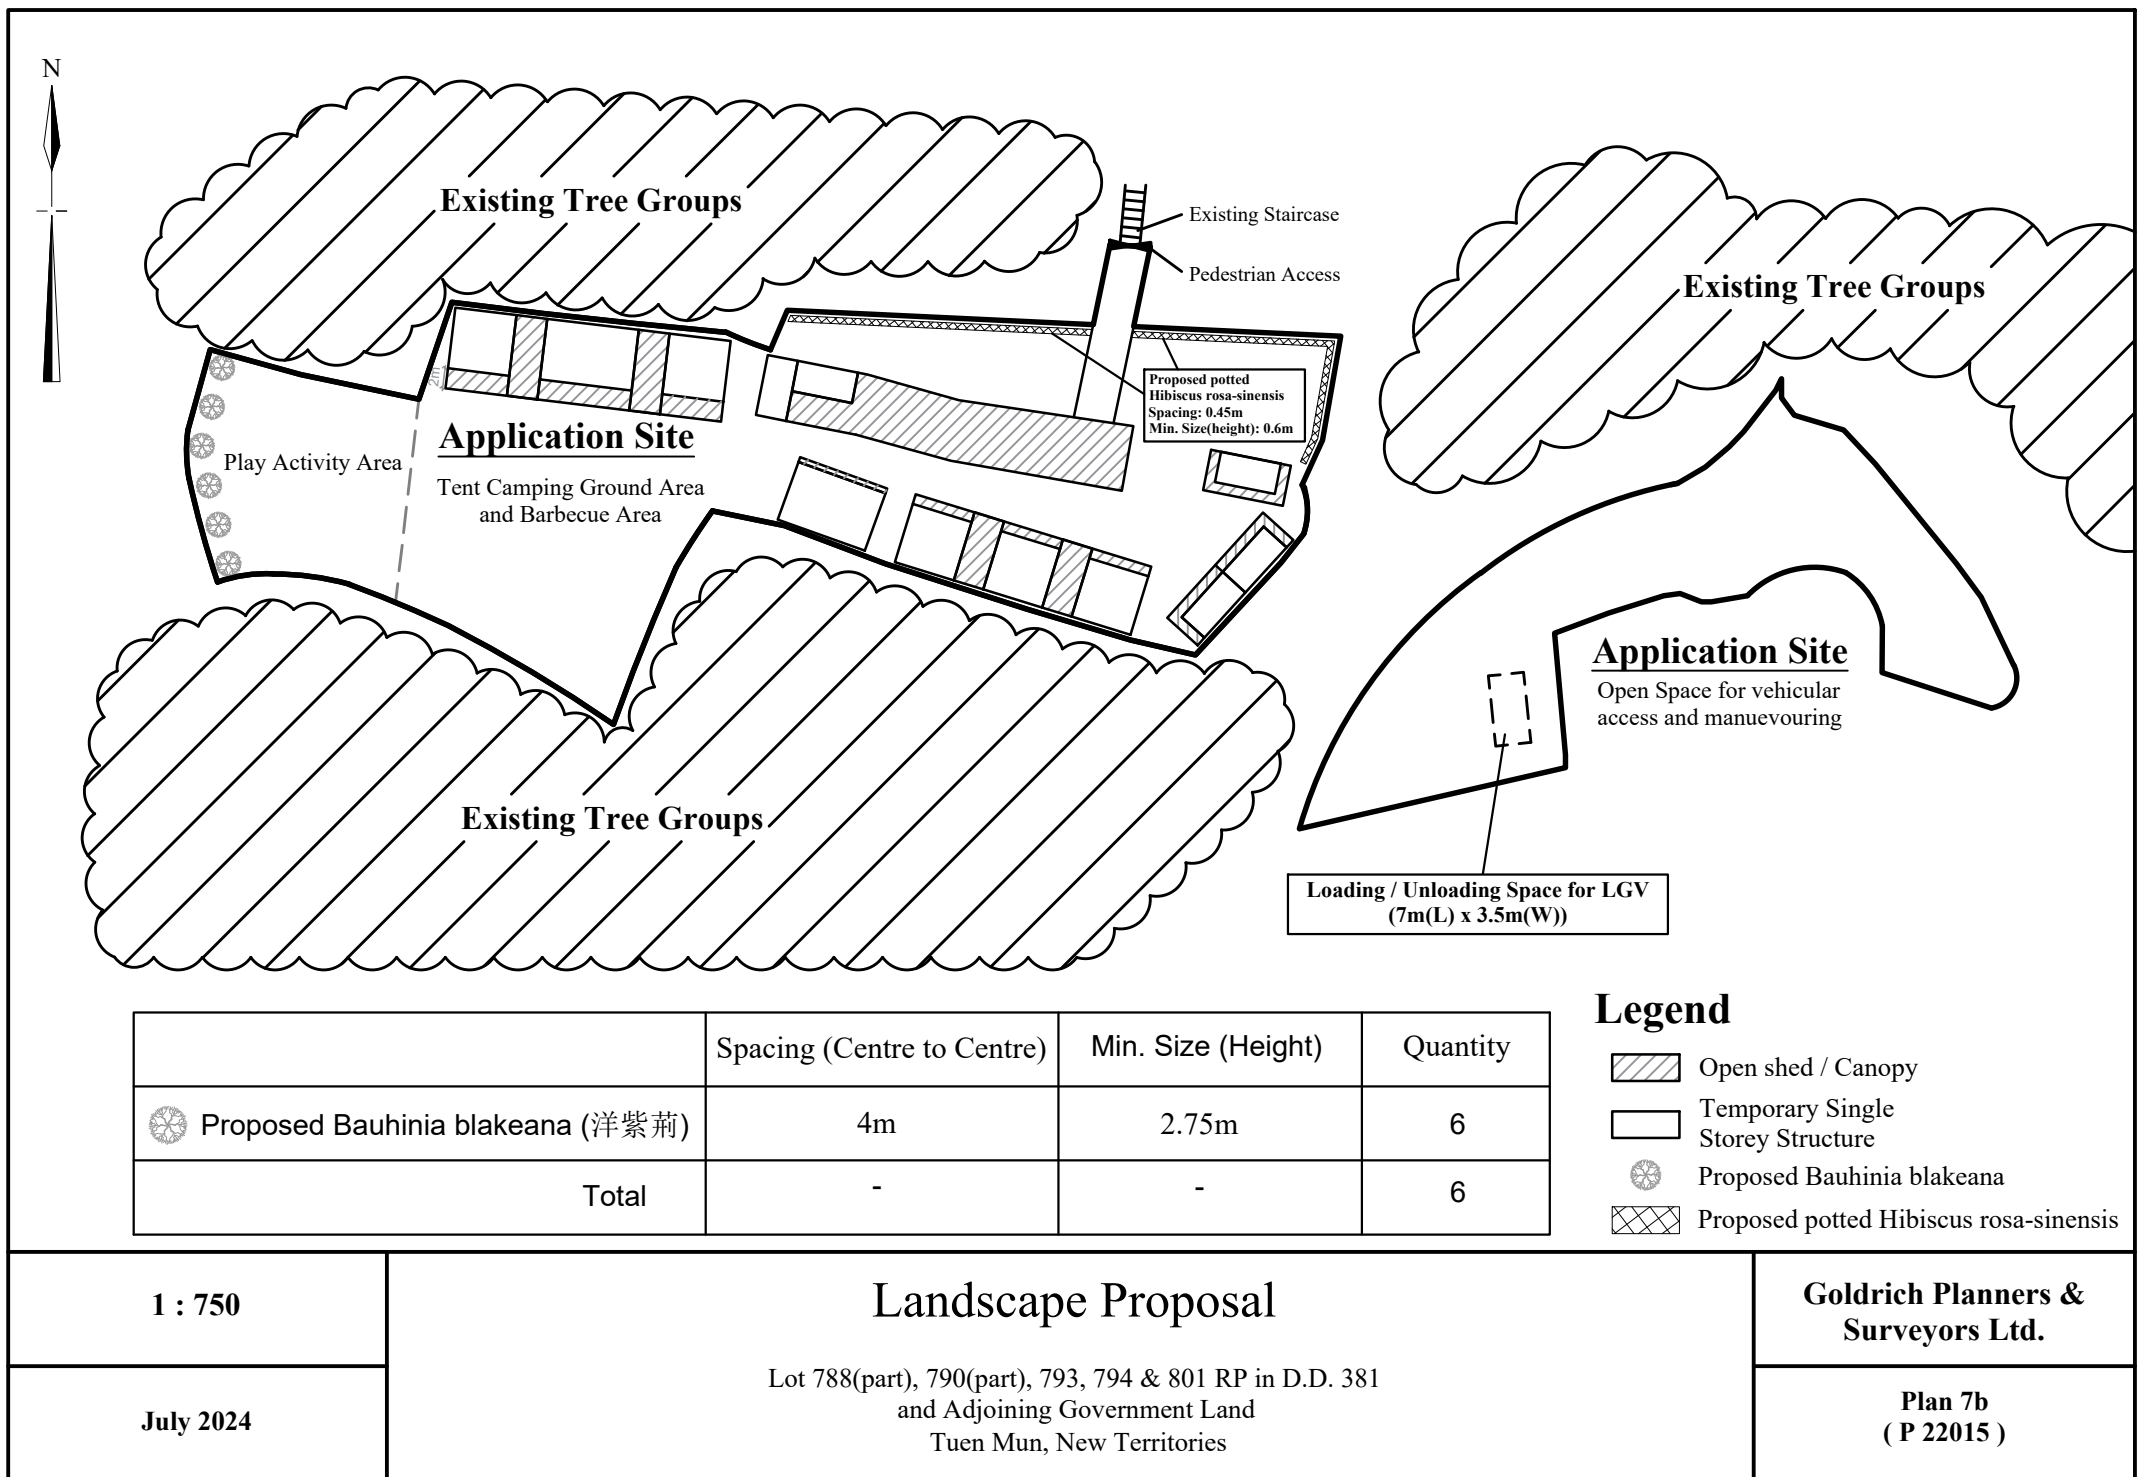 N
Existing Tree Groups
Existing Staircase
Pedestrian Access
Existing Tree Groups
2m
Proposed potted
Hibiscus rosa-sinensis
Spacing: 0.45m
Min. Size(height): 0.6m
Application Site
Play Activity Area
Tent Camping Ground Area
and Barbecue Area
Application Site
Open Space for vehicular
access and manuevouring
Existing Tree Groups
Loading / Unloading Space for LGV
(7m(L) x 3.5m(W))
Spacing (Centre to Centre) Min. Size (Height) Quantity
Proposed Bauhinia blakeana (洋紫荊) 4m 2.75m 6
Total - - 6
Legend
Open shed / Canopy
Temporary Single
Storey Structure
Proposed Bauhinia blakeana
Proposed potted Hibiscus rosa-sinensis
1 : 750
July 2024
Landscape Proposal
Lot 788(part), 790(part), 793, 794 & 801 RP in D.D. 381
and Adjoining Government Land
Tuen Mun, New Territories
Goldrich Planners &
Surveyors Ltd.
Plan 7b
( P 22015 )